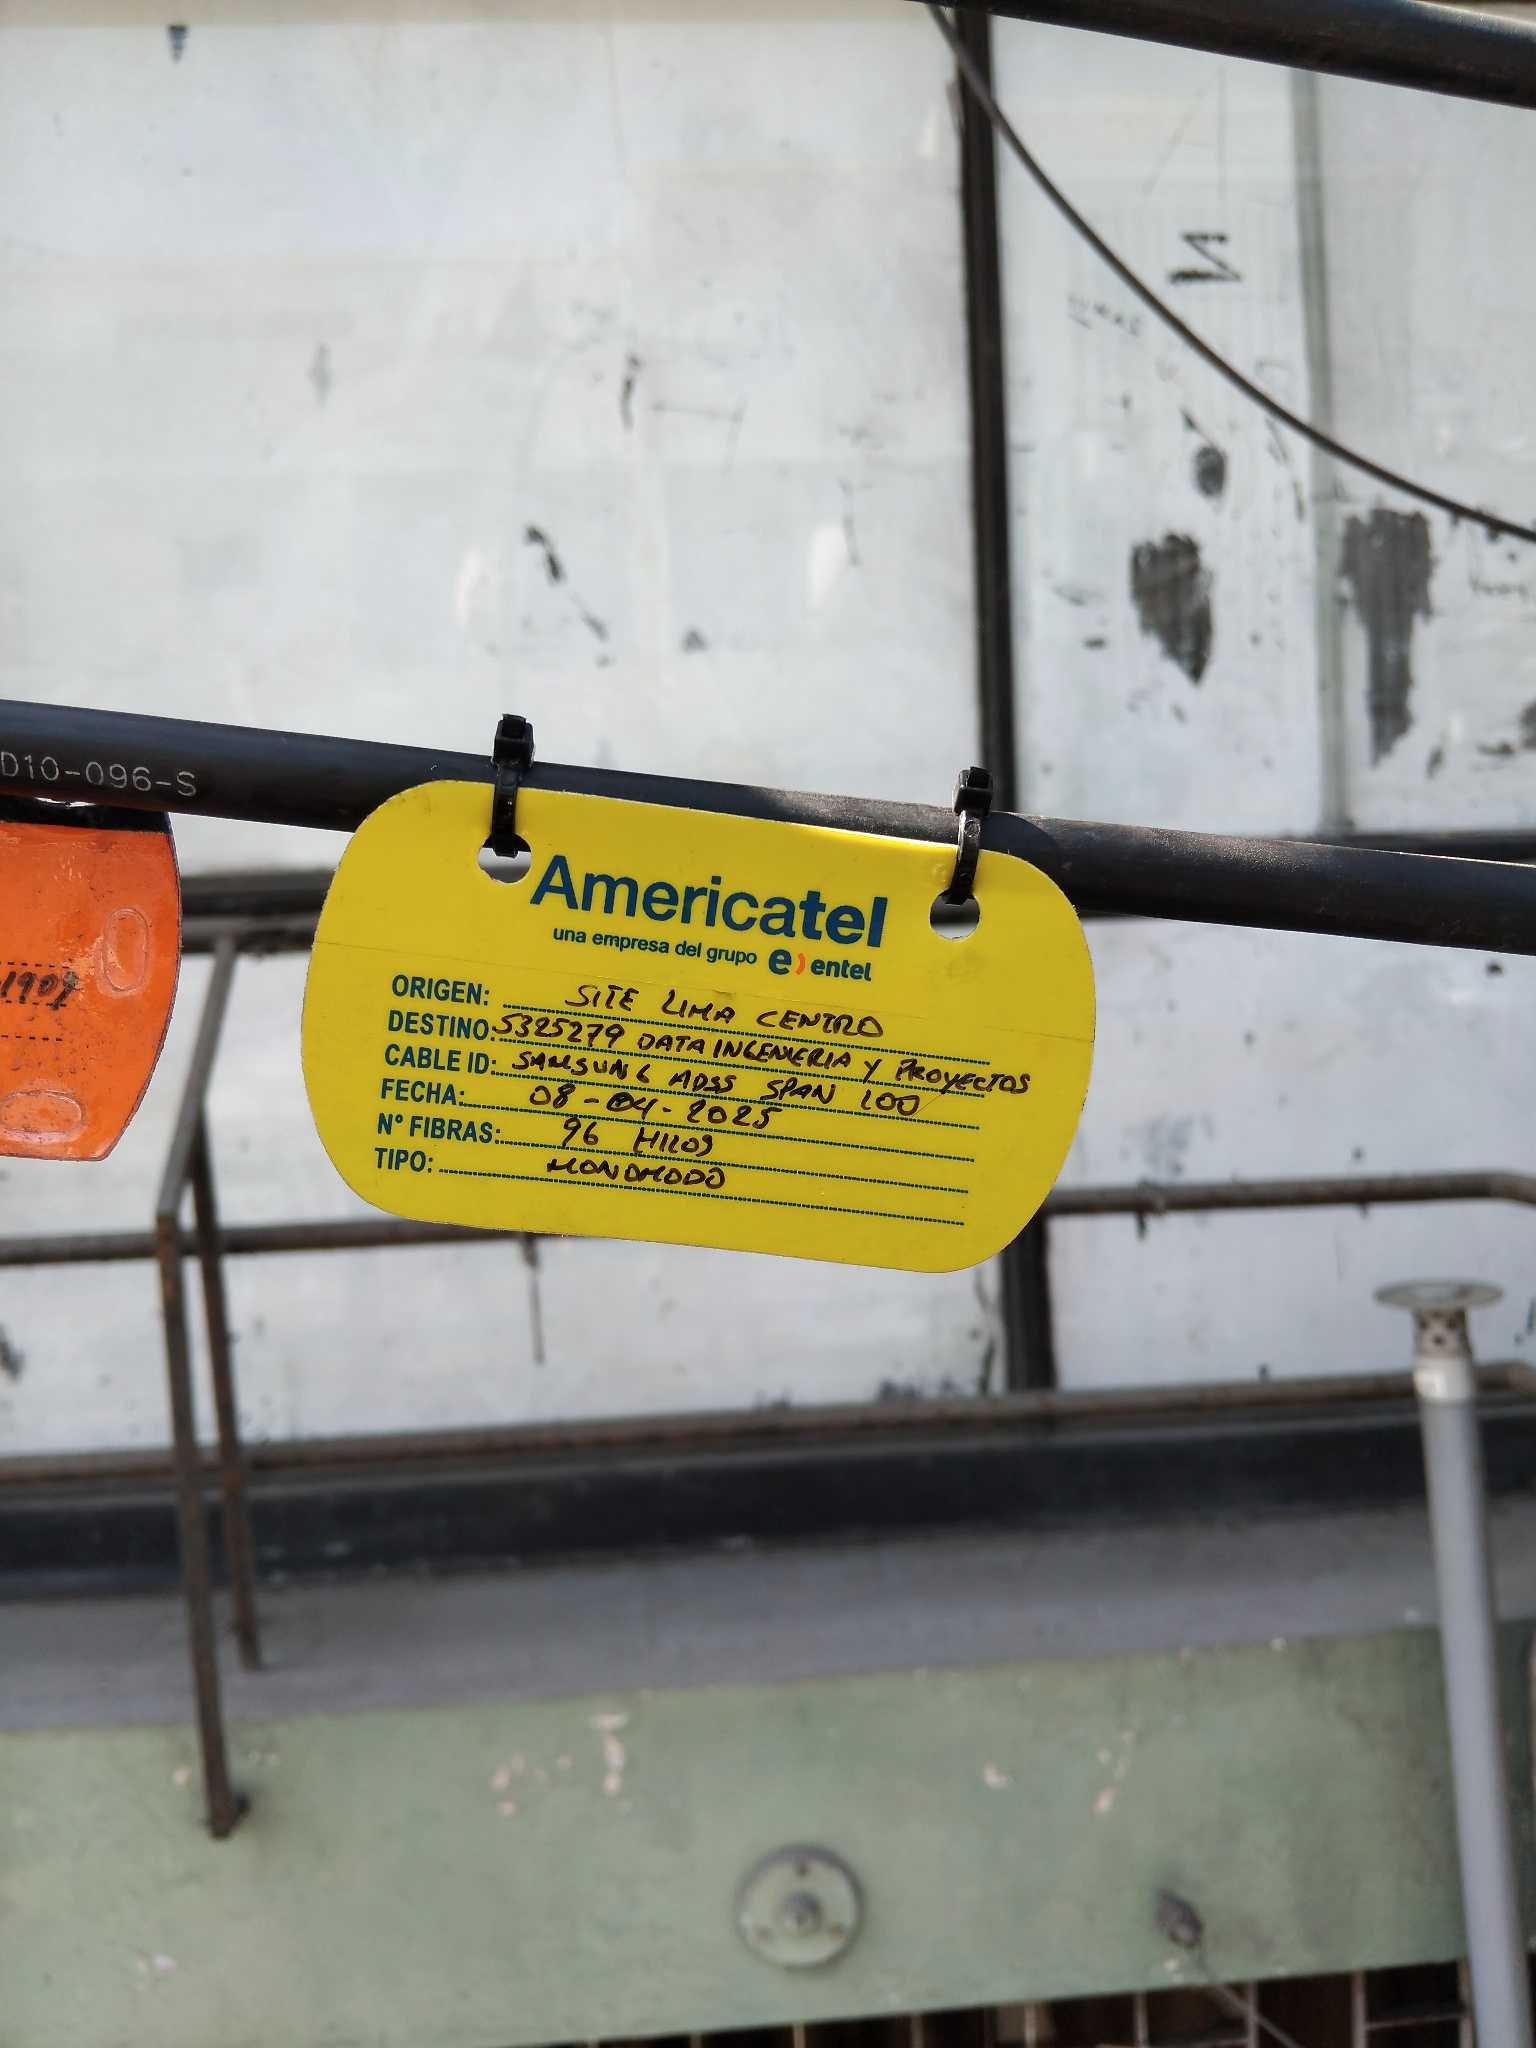 D10-096-S
Americatel
una empresa del grupo e) entel
ORIGEN: SITE LIMA CENTRO
DESTINO: 5325279 DATA INGENIERIA Y PROYECTOS
CABLE ID: SAMSUNG ADSS SPAN 100
FECHA: 08-04-2025
N° FIBRAS: 96 HILOS
TIPO: MONOMODO
1909